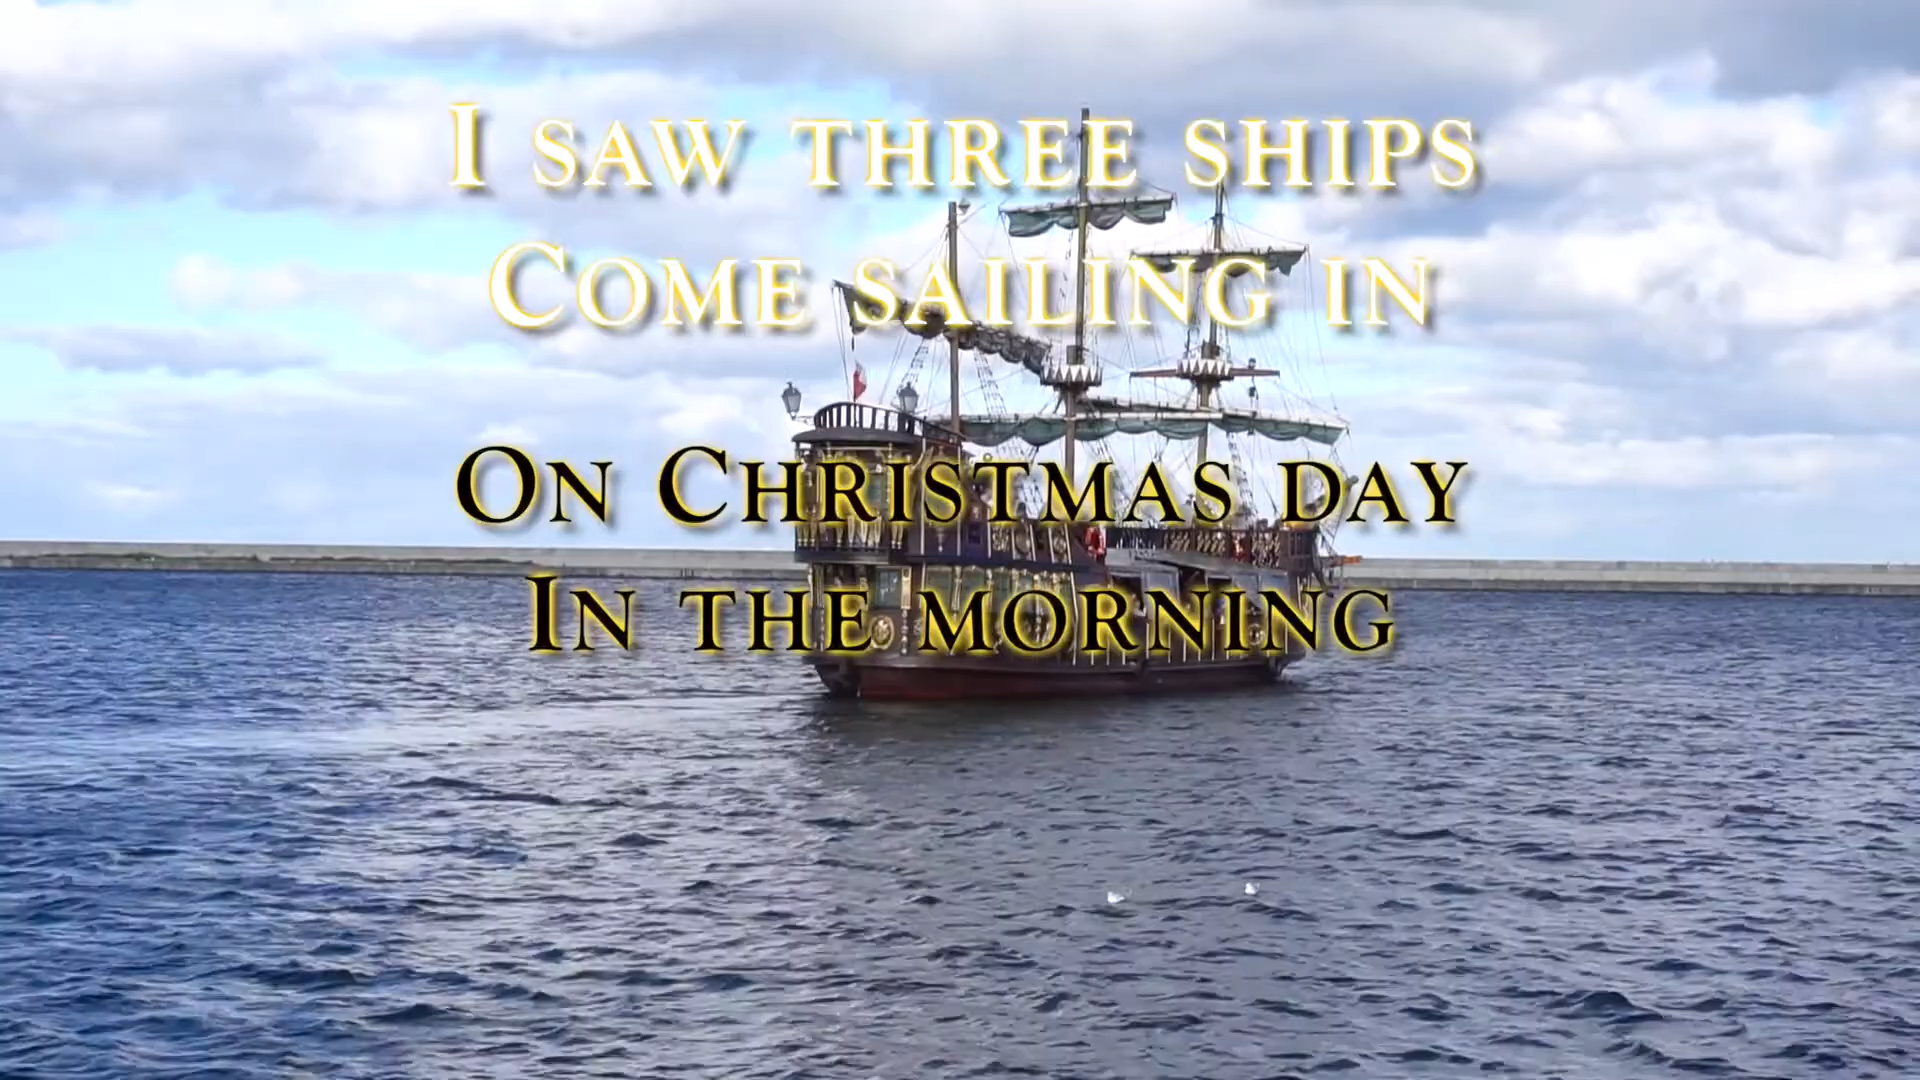 I saw three ships
Come sailing in
On Christmas day
In the morning